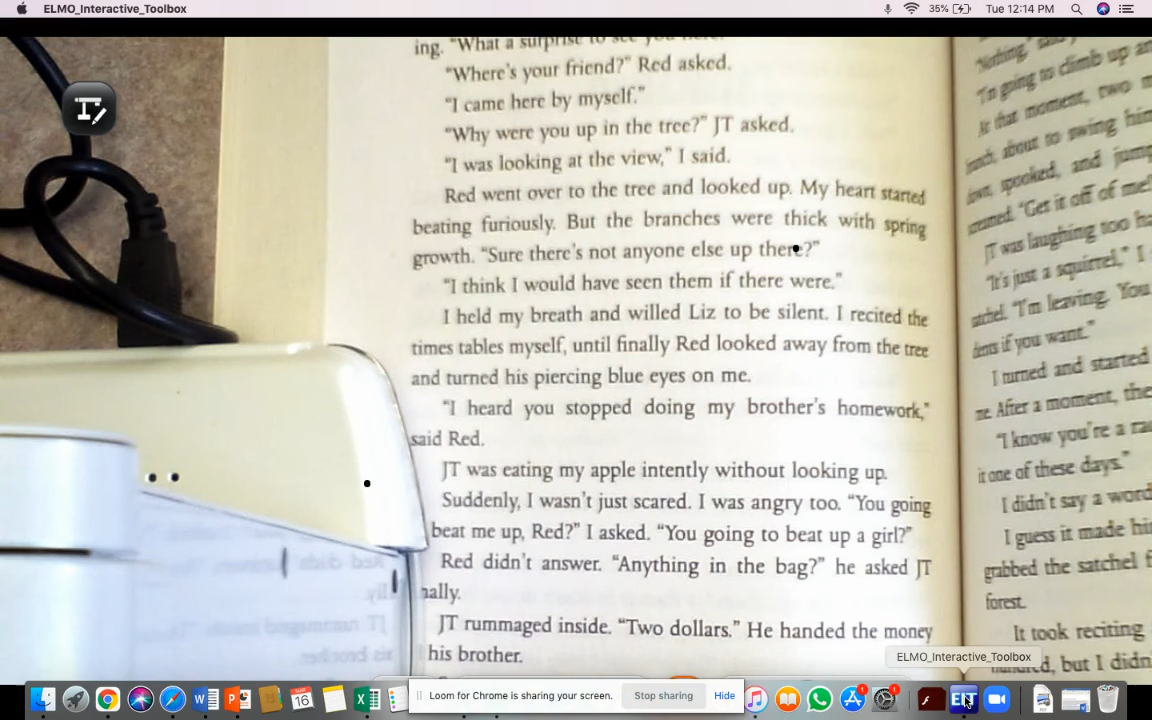 ELMO_Interactive_Toolbox
35%
Tue 12:14 PM
ing. "What a surprise to see you here."
"Where's your friend?" Red asked.
"I came here by myself."
"Why were you up in the tree?" JT asked.
"I was looking at the view," I said.
Red went over to the tree and looked up. My heart started
beating furiously. But the branches were thick with spring
growth. "Sure there's not anyone else up there?"
"I think I would have seen them if there were."
I held my breath and willed Liz to be silent. I recited the
times tables myself, until finally Red looked away from the tree
and turned his piercing blue eyes on me.
"I heard you stopped doing my brother's homework,"
said Red.
JT was eating my apple intently without looking up.
Suddenly, I wasn't just scared. I was angry too. "You going
beat me up, Red?" I asked. "You going to beat up a girl?"
Red didn't answer. "Anything in the bag?" he asked JT
nally.
JT rummaged inside. "Two dollars." He handed the money
his brother.
"Nothing,"
"I'm going to climb up
At that moment, two
about to swing
down, spooked, and
"Get it off of me!
JT was laughing too
"It's just a squirrel," I
"I'm leaving. You
if you want."
I turned and started
me. After a moment, the
"I know you're a
it one of these days."
I didn't say a word
I guess it made
grabbed the satchel
forest.
It took reciting
but I
ELMO_Interactive_Toolbox
Loom for Chrome is sharing your screen.
Stop sharing
Hide
MAR
16
EIT